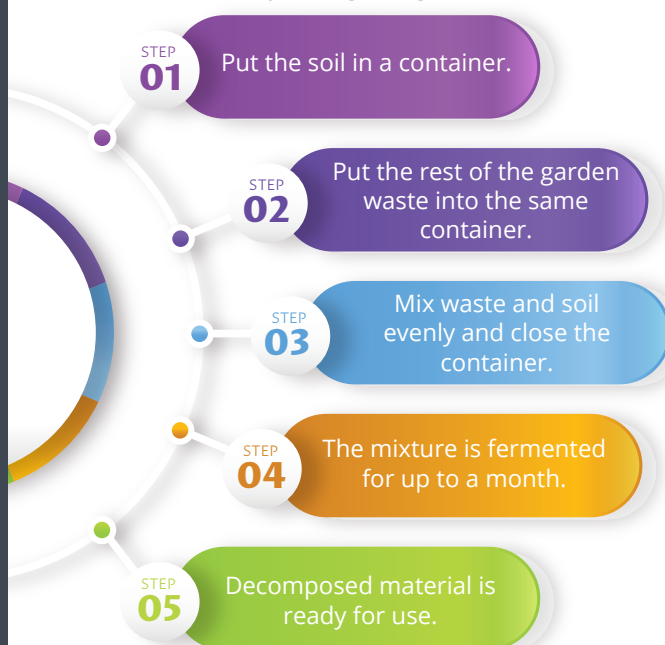 STEP
01
Put the soil in a container.
STEP
02
Put the rest of the garden
waste into the same
container.
STEP
03
Mix waste and soil
evenly and close the
container.
STEP
04
The mixture is fermented
for up to a month.
STEP
05
Decomposed material is
ready for use.